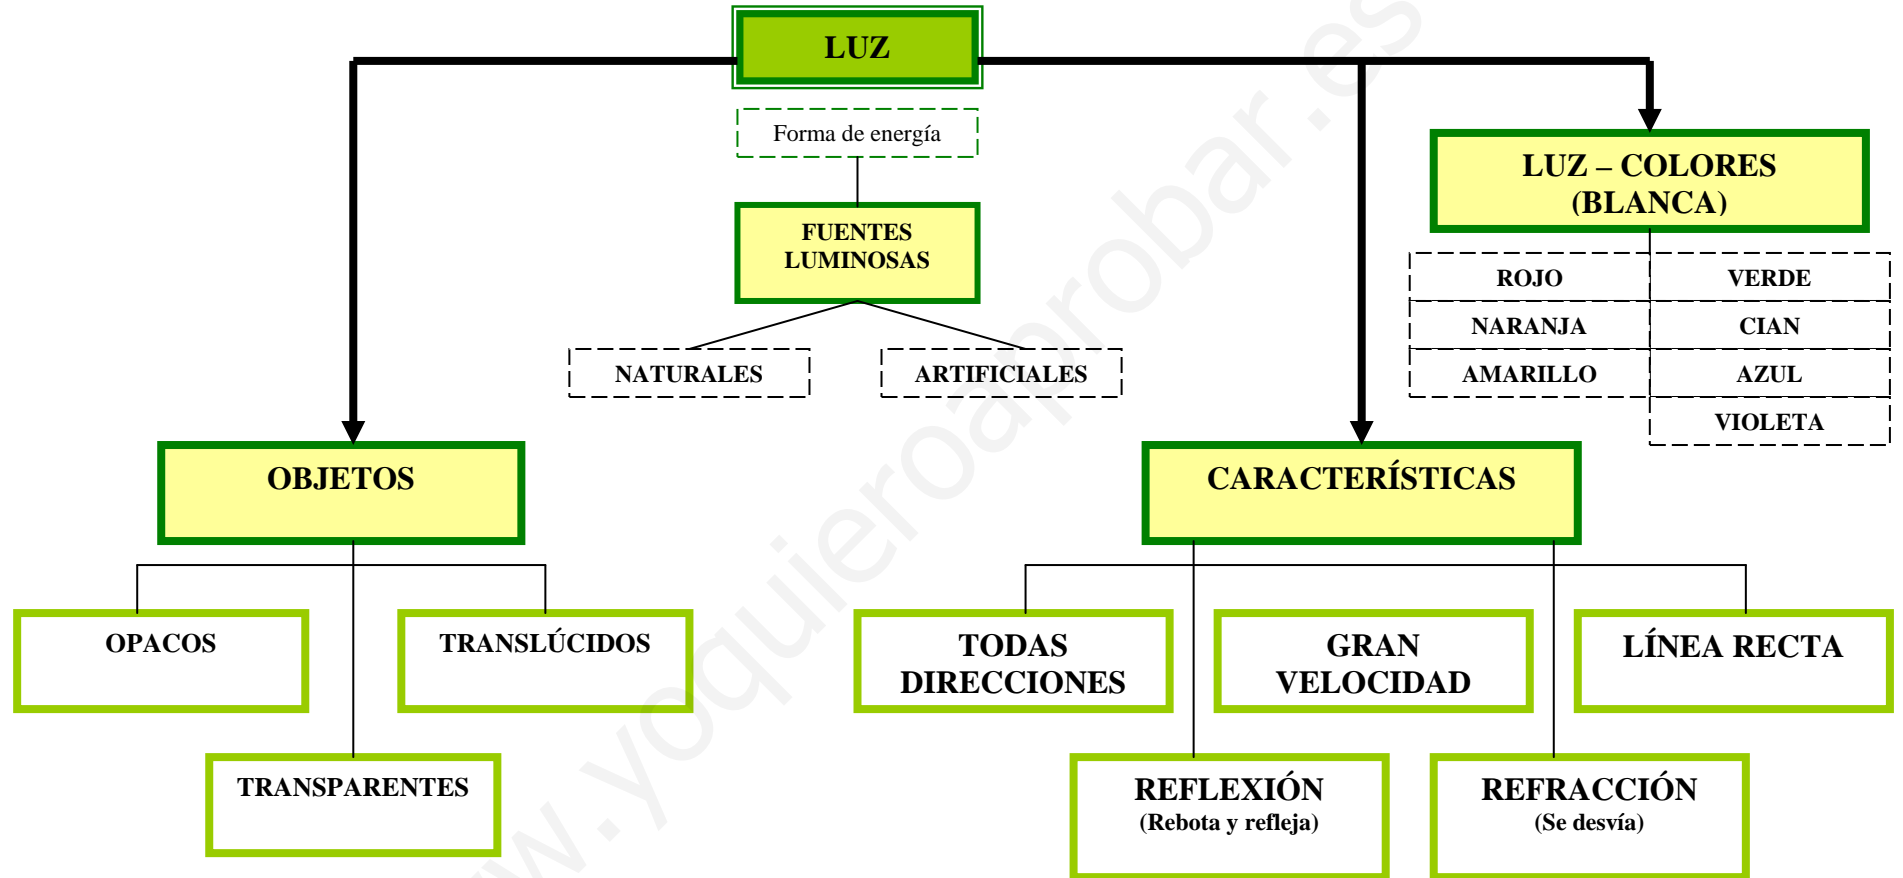 LUZ
Forma de energía
FUENTES
LUMINOSAS
NATURALES
ARTIFICIALES
LUZ – COLORES
(BLANCA)
ROJO
VERDE
NARANJA
CIAN
AMARILLO
AZUL
VIOLETA
OBJETOS
OPACOS
TRANSLÚCIDOS
TRANSPARENTES
CARACTERÍSTICAS
TODAS
DIRECCIONES
GRAN
VELOCIDAD
LÍNEA RECTA
REFLEXIÓN
(Rebota y refleja)
REFRACCIÓN
(Se desvía)
w.yoquieroaprobar.es